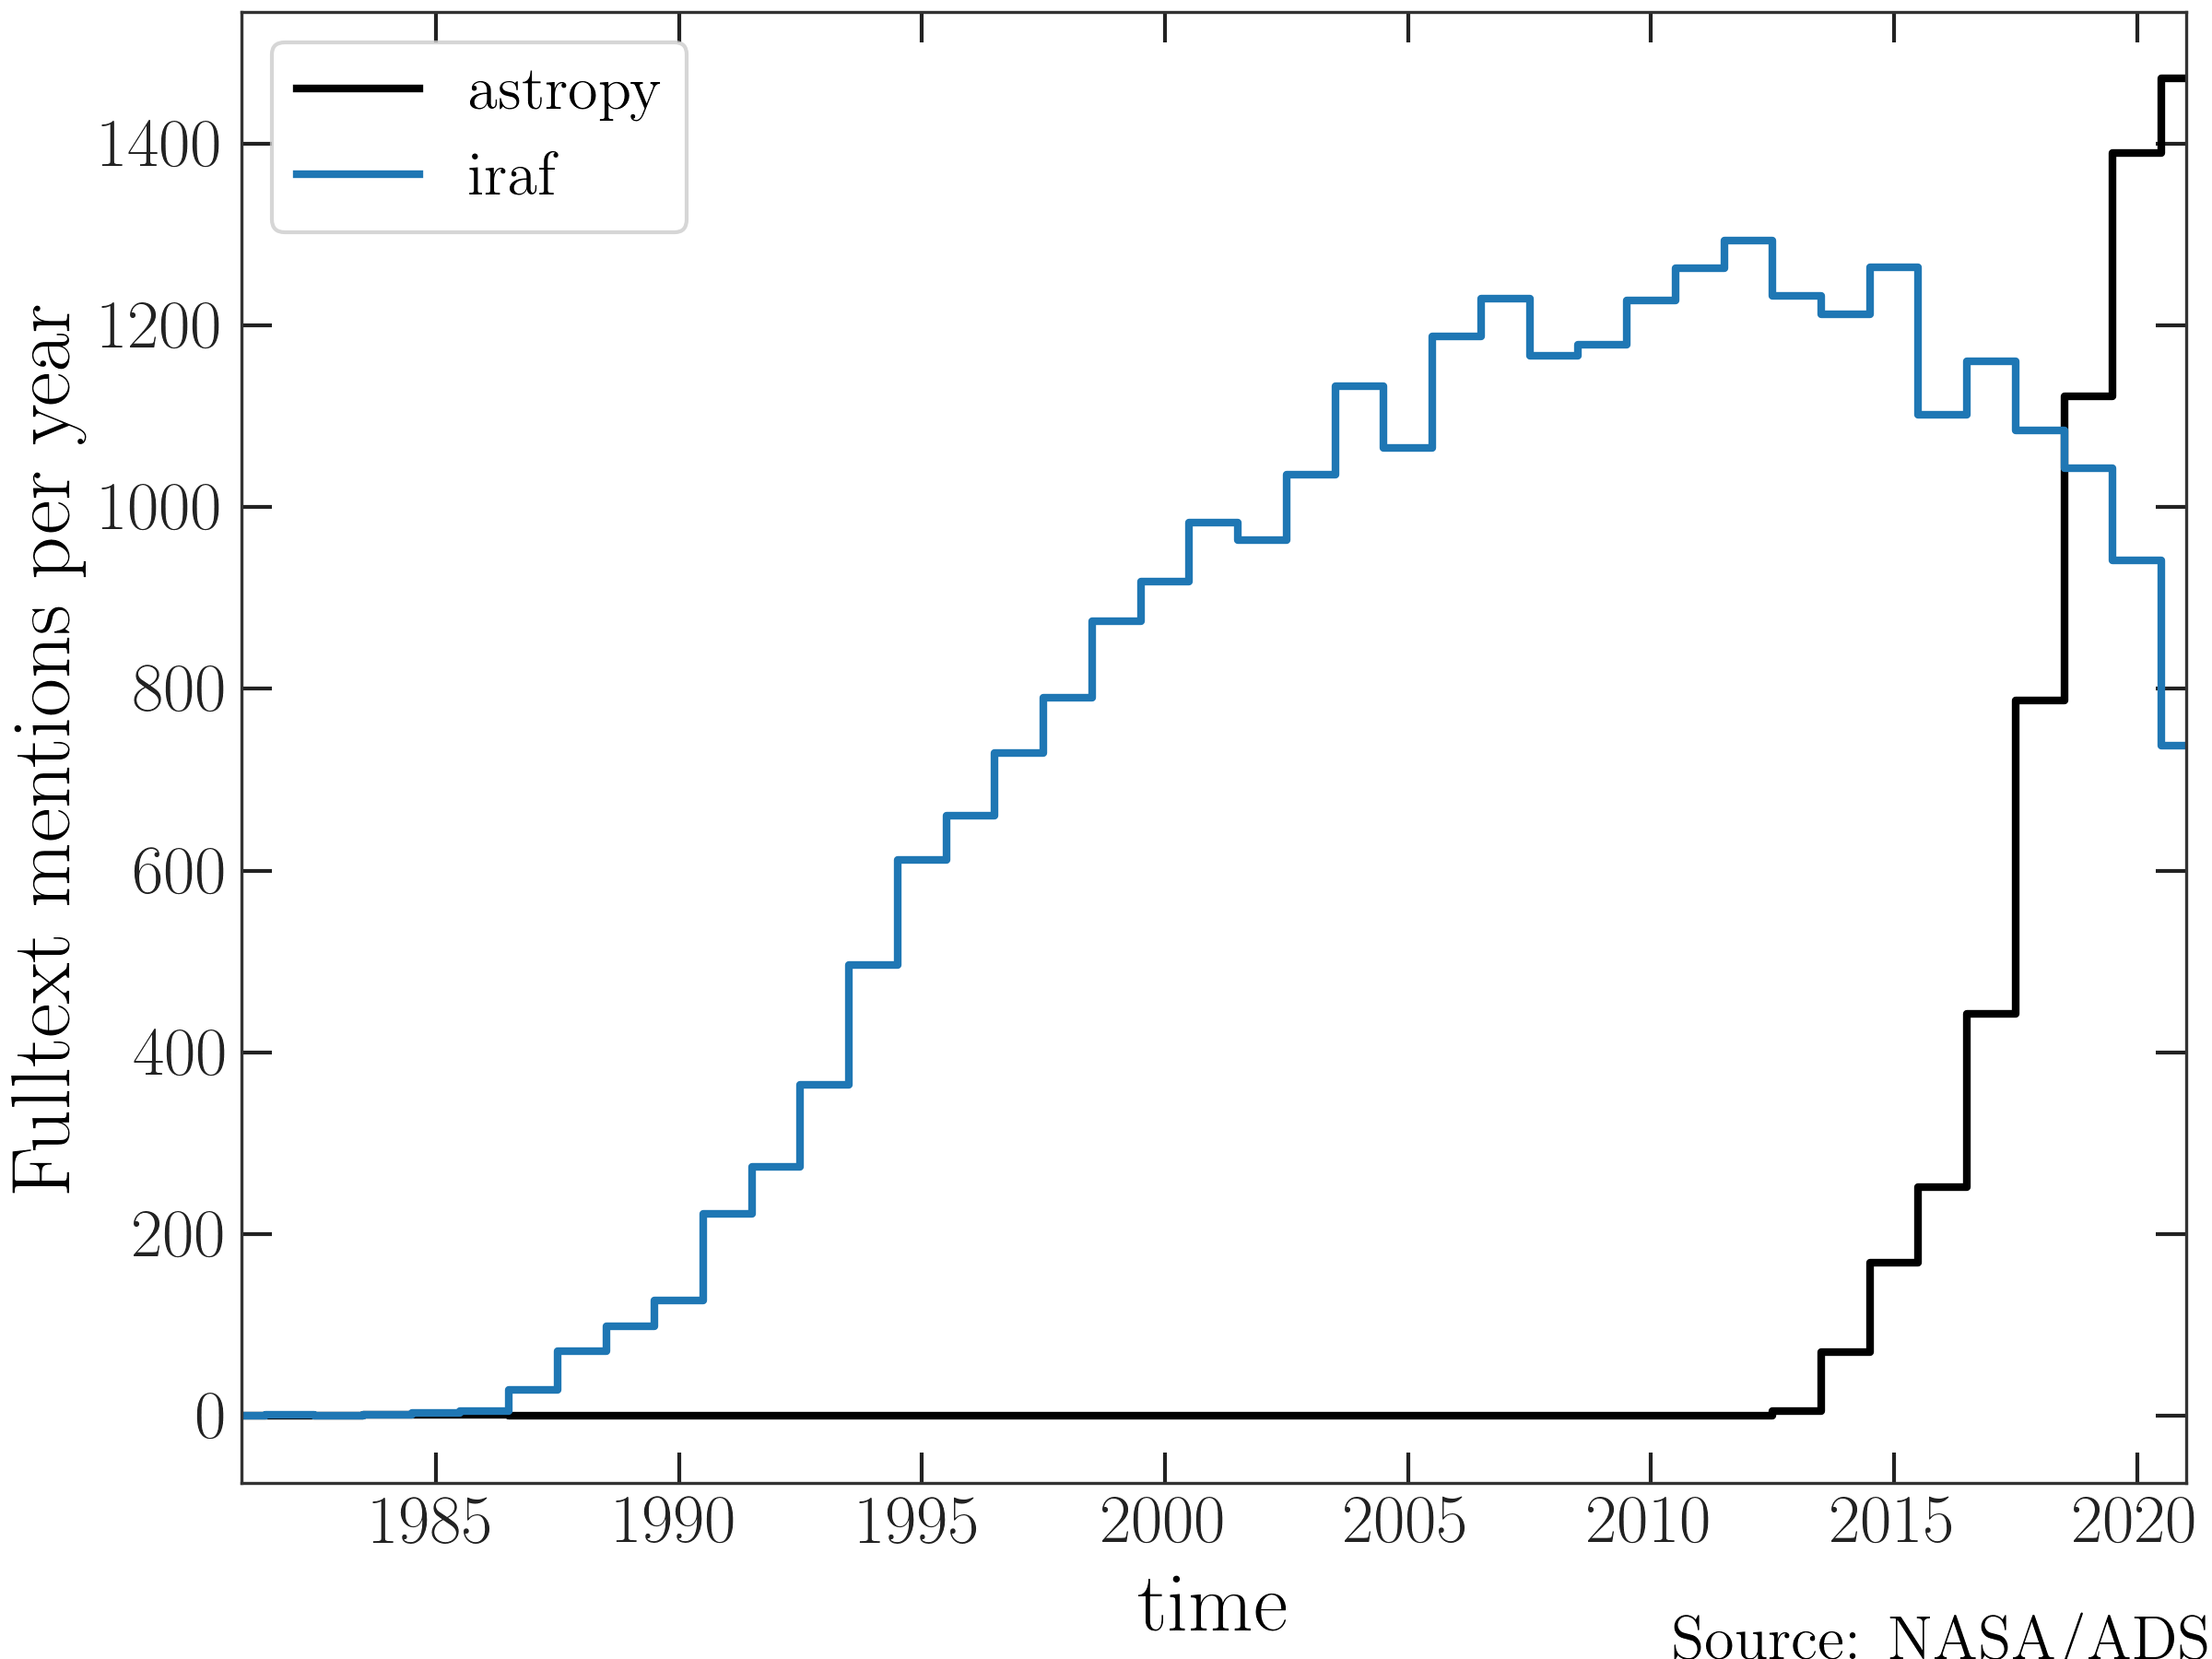 astropy
iraf
Fulltext mentions per year
1400
1200
1000
800
600
400
200
0
1985 1990 1995 2000 2005 2010 2015 2020
time
Source: NASA/ADS